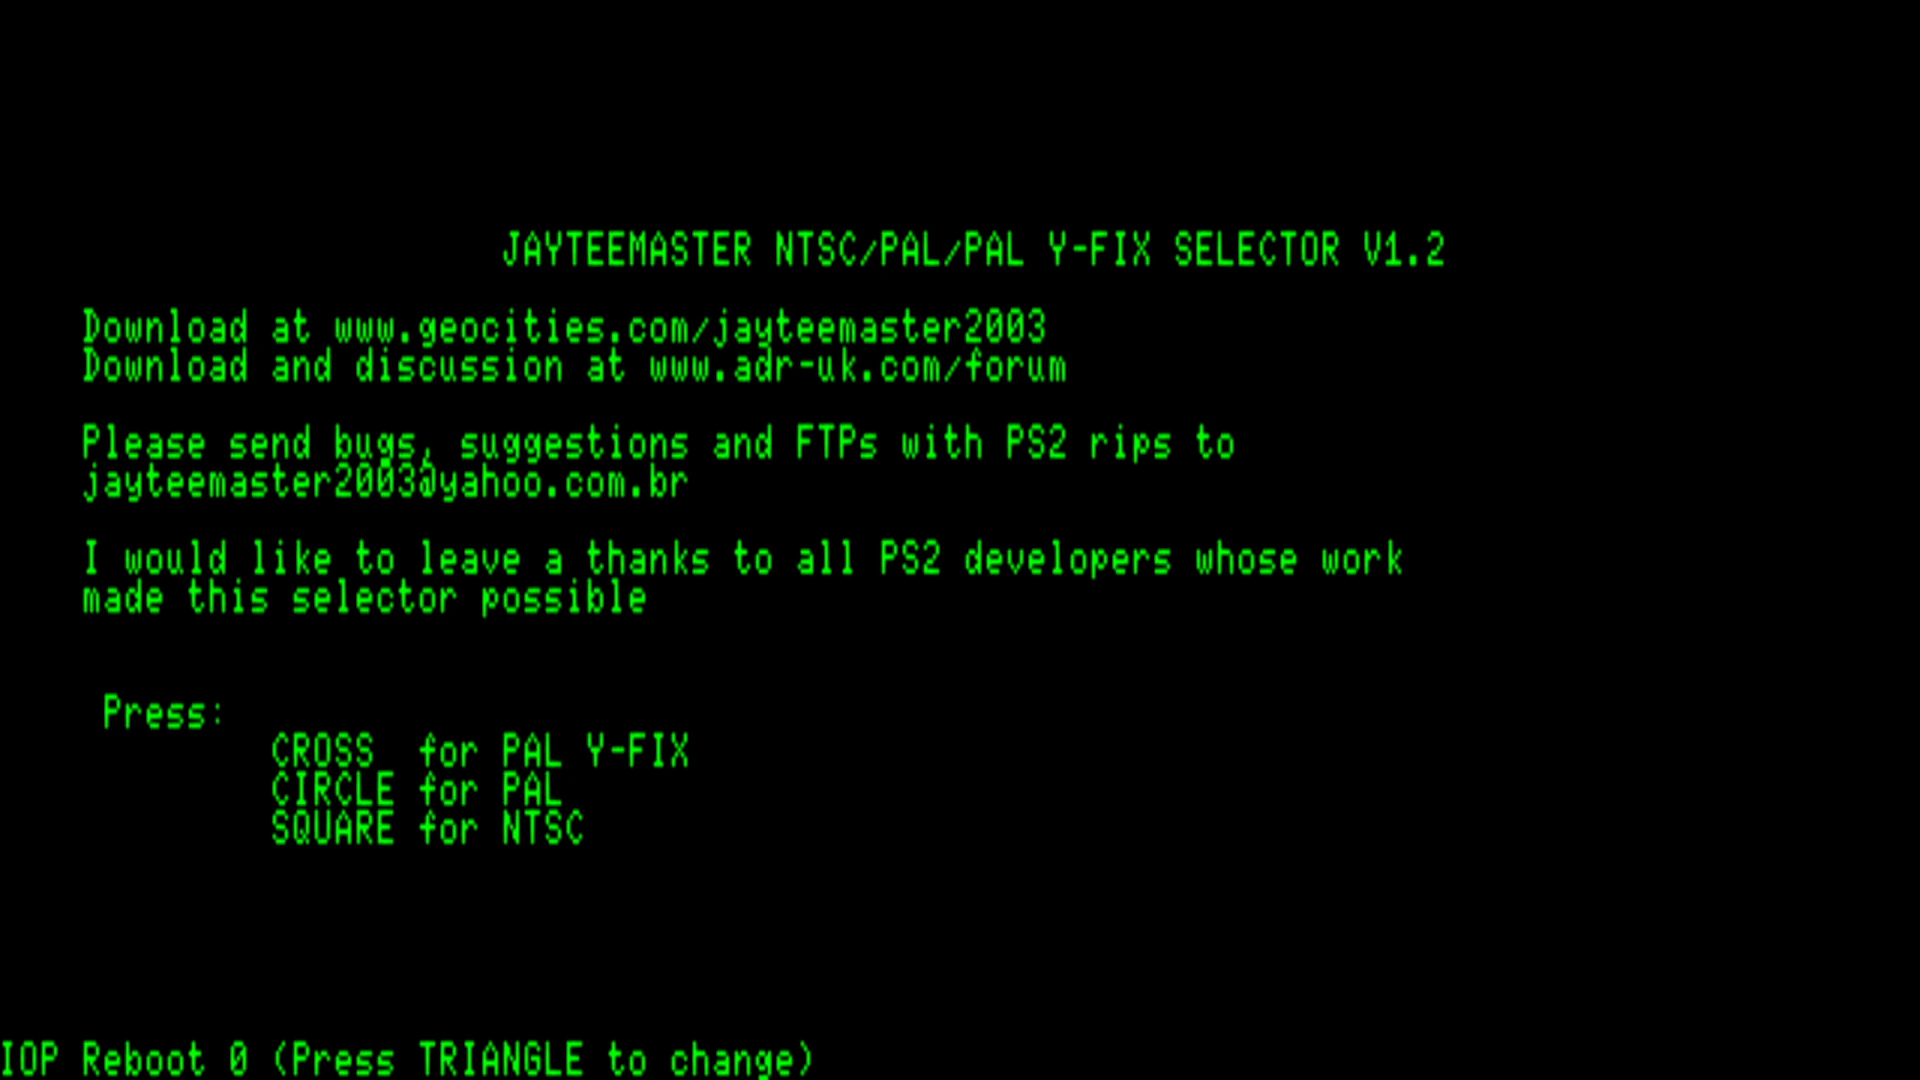 JAYTEEMASTER NTSC/PAL/PAL Y-FIX SELECTOR V1.2
Download at www.geocities.com/jayteemaster2003
Download and discussion at www.adr-uk.com/forum
Please send bugs, suggestions and FTPs with PS2 rips to
jayteemaster2003@yahoo.com.br
I would like to leave a thanks to all PS2 developers whose work
made this selector possible
Press:
CROSS  for PAL Y-FIX
CIRCLE for PAL
SQUARE for NTSC
IOP Reboot 0 (Press TRIANGLE to change)